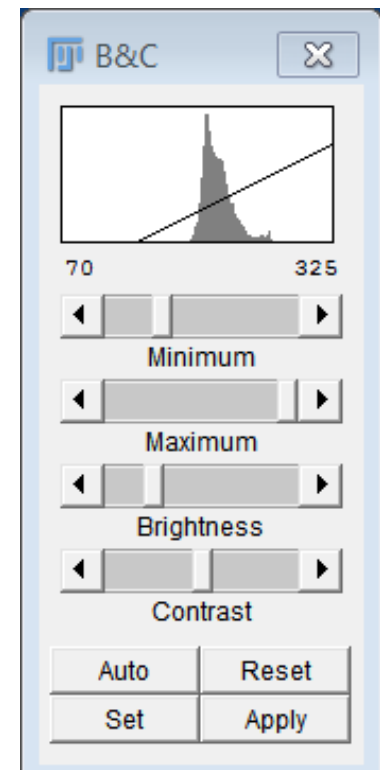 B&C
70 325
Minimum
Maximum
Brightness
Contrast
Auto Reset
Set Apply